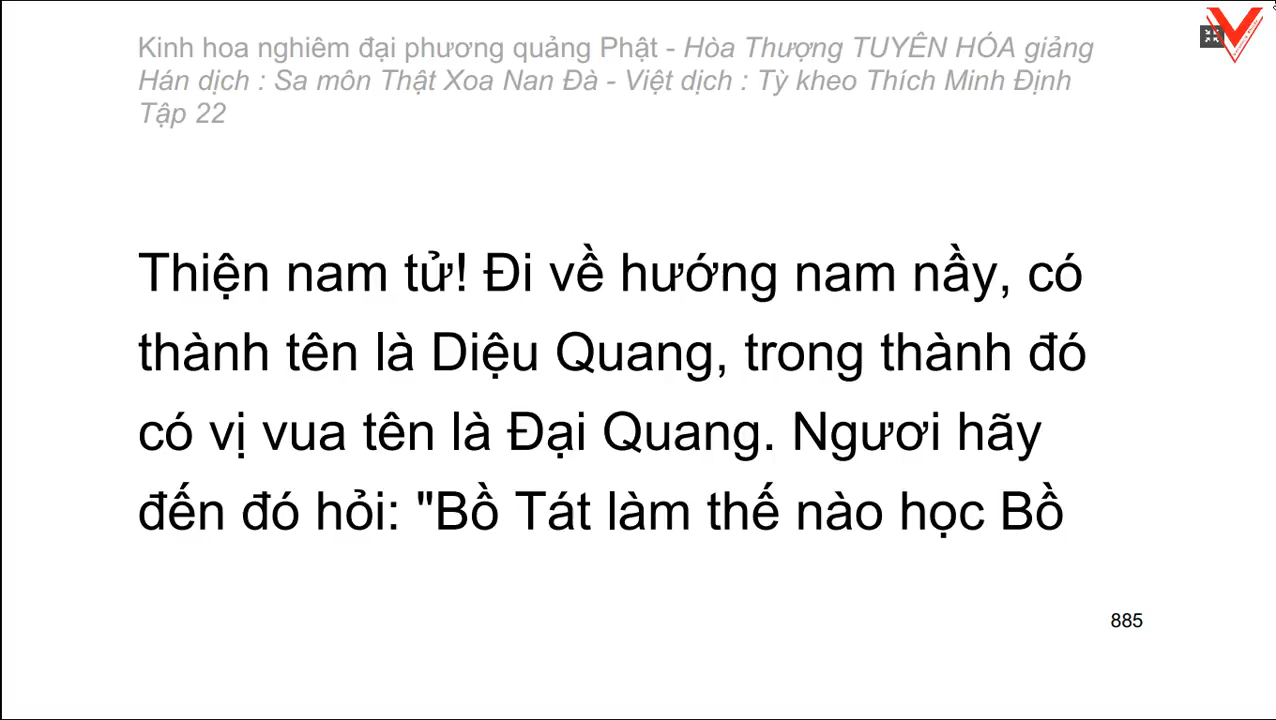 Kinh hoa nghiêm đại phương quảng Phật - Hòa Thượng TUYÊN HÓA giảng
Hán dịch : Sa môn Thật Xoa Nan Đà - Việt dịch : Tỳ kheo Thích Minh Định
Tập 22
Thiện nam tử! Đi về hướng nam nầy, có
thành tên là Diệu Quang, trong thành đó
có vị vua tên là Đại Quang. Ngươi hãy
đến đó hỏi: "Bồ Tát làm thế nào học Bồ
885